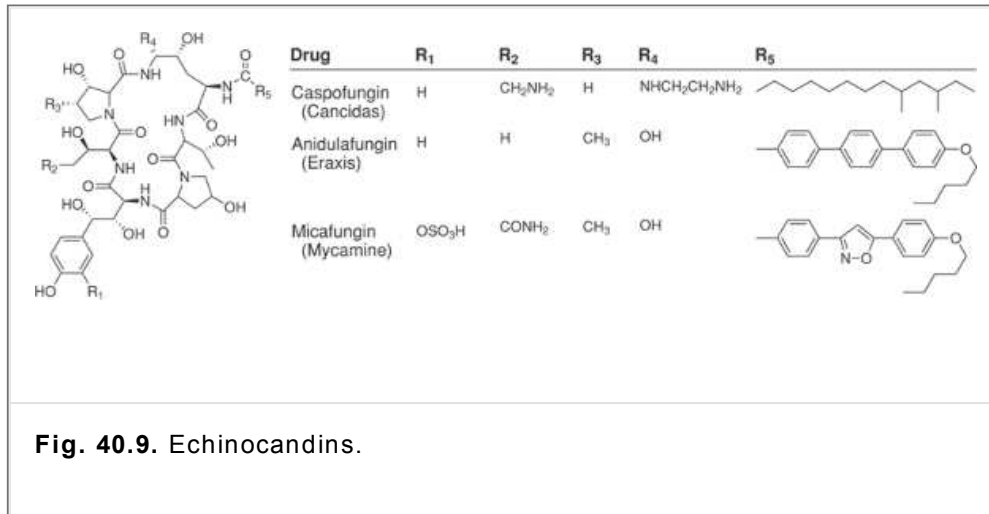 Drug R₁ R₂ R₃ R₄ R₅
Caspofungin H CH₂NH₂ H NHCH₂CH₂NH₂
(Cancidas)
Anidulafungin H H CH₃ OH
(Eraxis)
Micafungin OSO₃H CONH₂ CH₃ OH
(Mycamine)
R₄ OH
O
HO
NH
O
N
H
R₅
R₃
N
O
O
HO
HN
OH
R₂
NH
O
N
O
O
H
N
O
HO
OH
OH
HO
R₁
O
N-O
O
Fig. 40.9. Echinocandins.